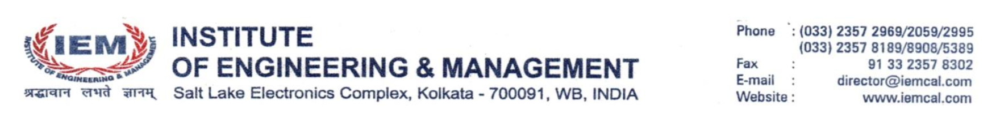 IEM
INSTITUTE OF ENGINEERING & MANAGEMENT
श्रद्धावान लभते ज्ञानम्
INSTITUTE
OF ENGINEERING & MANAGEMENT
Salt Lake Electronics Complex, Kolkata - 700091, WB, INDIA
Phone : (033) 2357 2969/2059/2995
(033) 2357 8189/8908/5389
Fax : 91 33 2357 8302
E-mail : director@iemcal.com
Website : www.iemcal.com